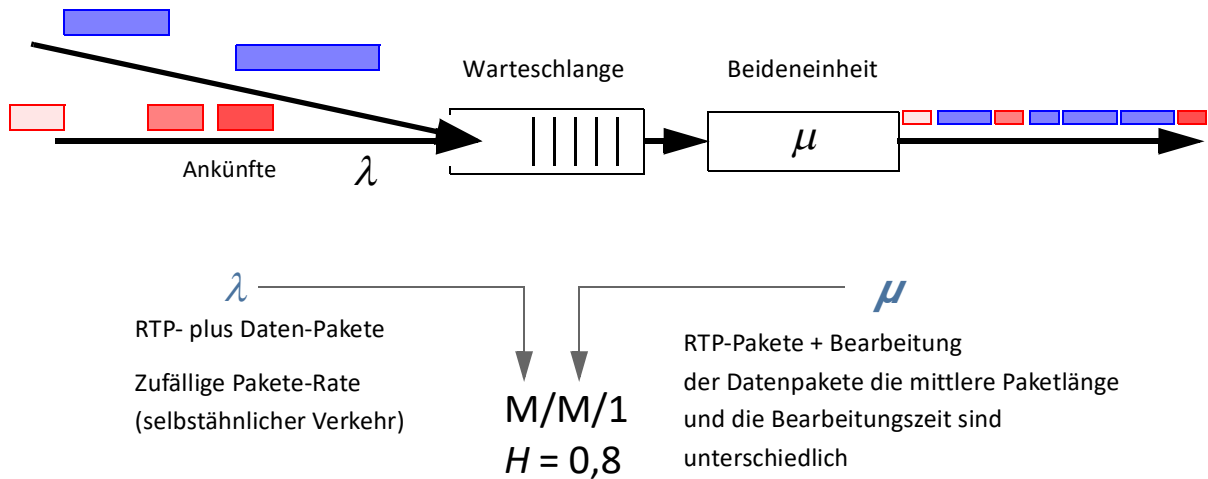 Warteschlange
Beideneinheit
μ
Ankünfte
λ
λ
μ
RTP- plus Daten-Pakete
Zufällige Pakete-Rate
(selbstähnlicher Verkehr)
RTP-Pakete + Bearbeitung
der Datenpakete die mittlere Paketlänge
und die Bearbeitungszeit sind
unterschiedlich
M/M/1
H = 0,8